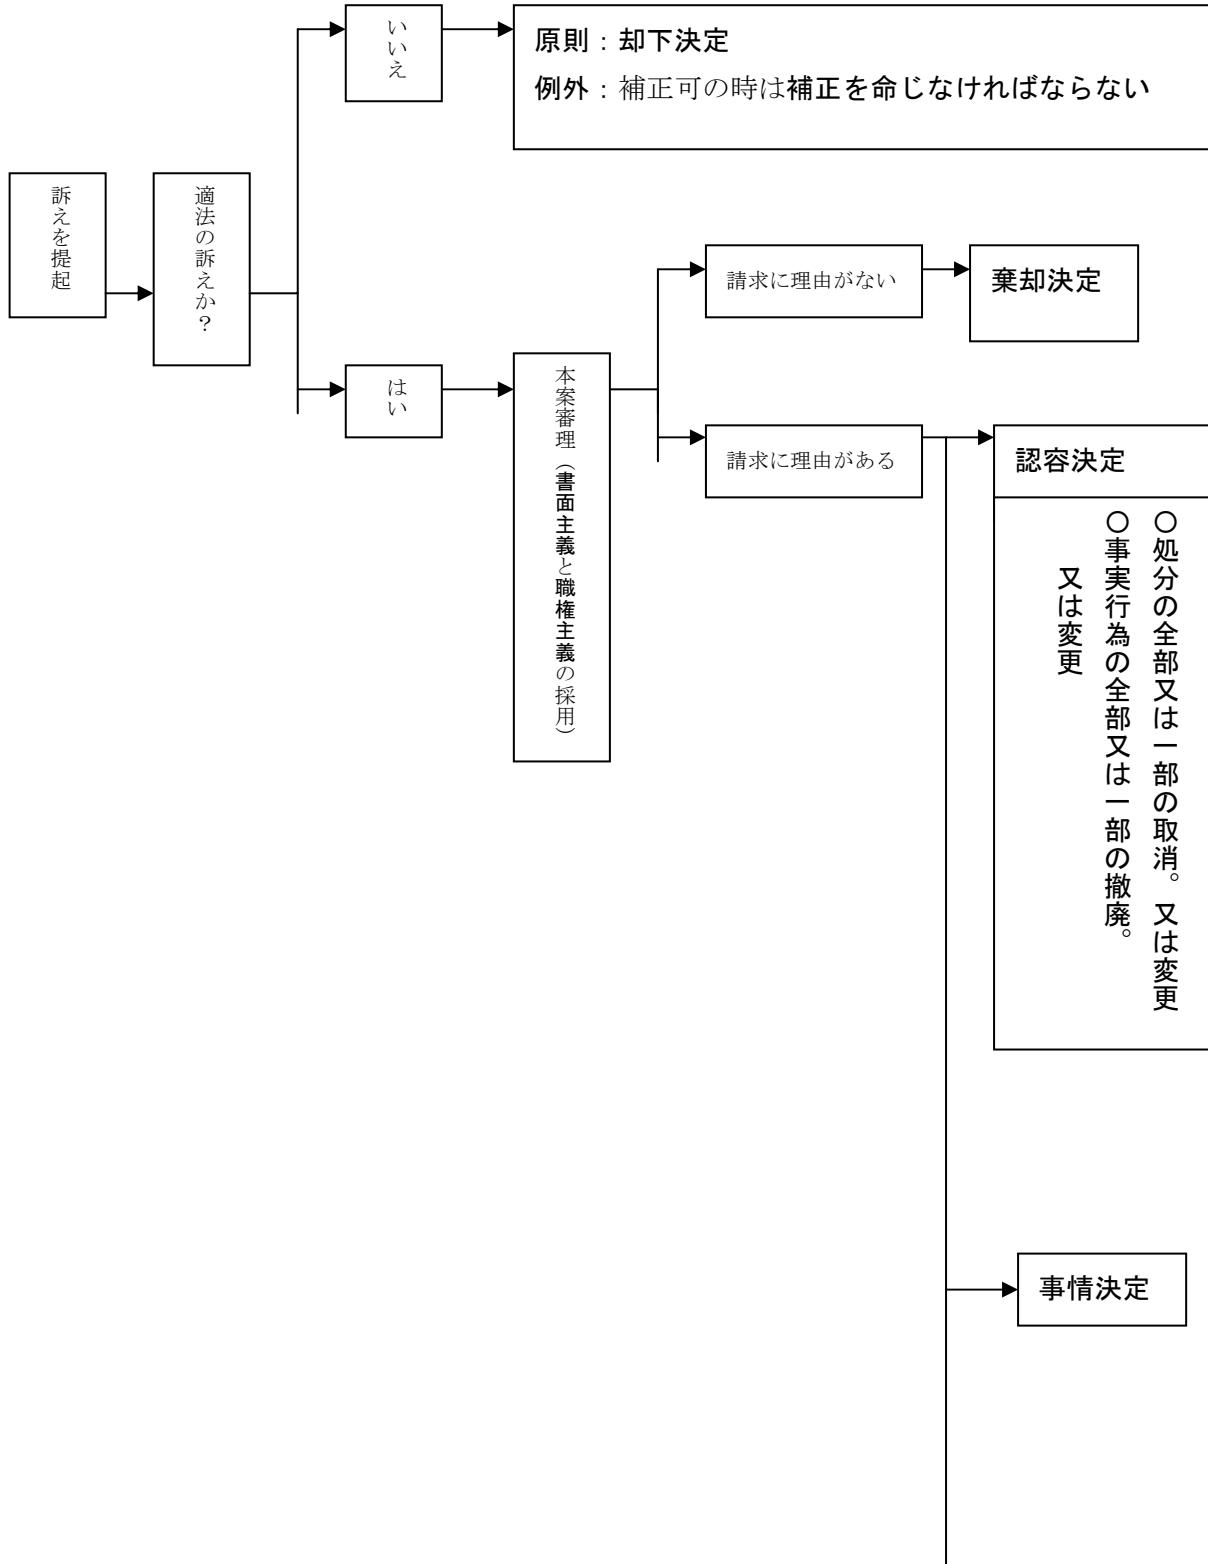 訴えを提起
適法の訴えか？
いいえ
原則：却下決定
例外：補正可の時は補正を命じなければならない
はい
本案審理（書面主義と職権主義の採用）
請求に理由がない
棄却決定
請求に理由がある
認容決定
〇処分の全部又は一部の取消。又は変更
〇事実行為の全部又は一部の撤廃。
又は変更
事情決定